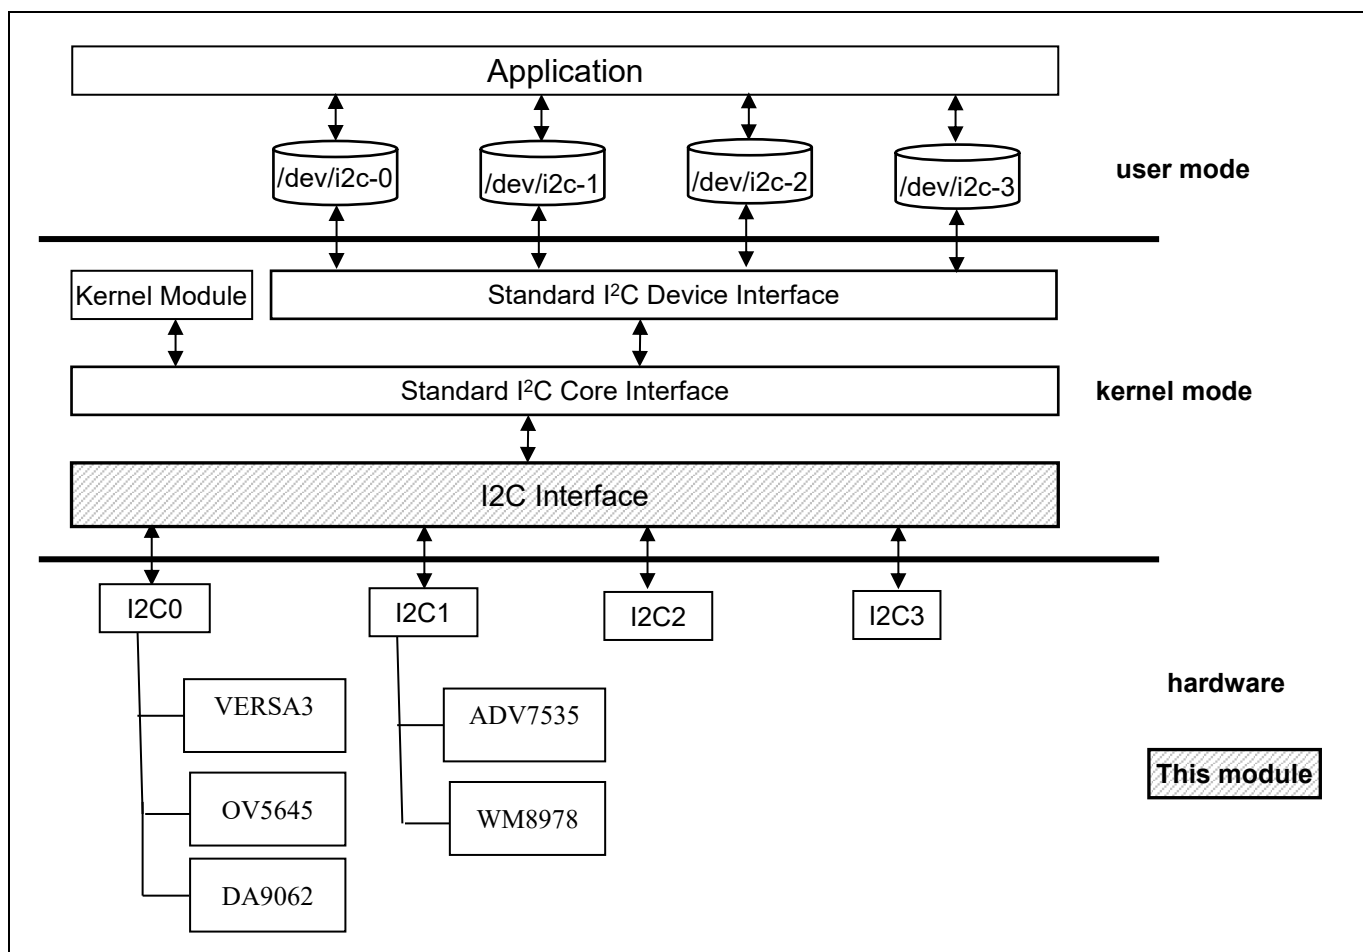 Application
/dev/i2c-0
/dev/i2c-1
/dev/i2c-2
/dev/i2c-3
user mode
Kernel Module
Standard I²C Device Interface
Standard I²C Core Interface
kernel mode
I2C Interface
I2C0
I2C1
I2C2
I2C3
VERSA3
ADV7535
hardware
This module
OV5645
WM8978
DA9062